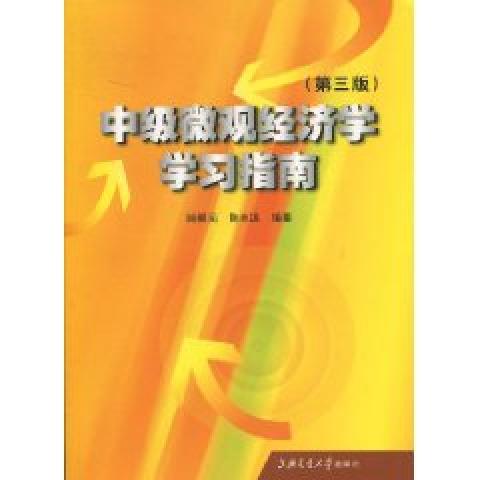 （第三版）
中级微观经济学
学习指南
编著
上海交通大学出版社